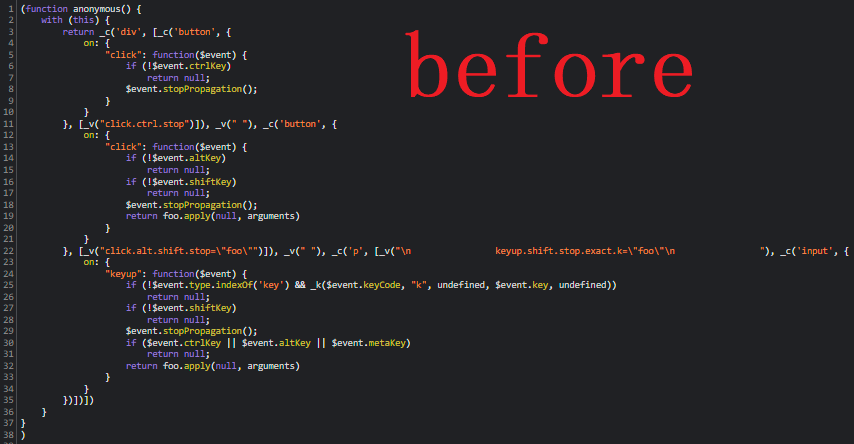 before
1 (function anonymous() {
2     with (this) {
3         return _c('div', [_c('button', {
4             on: {
5                 "click": function($event) {
6                     if (!$event.ctrlKey)
7                         return null;
8                     $event.stopPropagation();
9                 }
10             }
11         }, [_v("click.ctrl.stop")]), _v(" "), _c('button', {
12             on: {
13                 "click": function($event) {
14                     if (!$event.altKey)
15                         return null;
16                     if (!$event.shiftKey)
17                         return null;
18                     $event.stopPropagation();
19                     return foo.apply(null, arguments)
20                 }
21             }
22         }, [_v("click.alt.shift.stop=\"foo\"")]), _v(" "), _c('p', [_v("\n                keyup.shift.stop.exact.k=\"foo\"\n                "), _c('input', {
23             on: {
24                 "keyup": function($event) {
25                     if (!$event.type.indexOf('key') && _k($event.keyCode, "k", undefined, $event.key, undefined))
26                         return null;
27                     if (!$event.shiftKey)
28                         return null;
29                     $event.stopPropagation();
30                     if ($event.ctrlKey || $event.altKey || $event.metaKey)
31                         return null;
32                     return foo.apply(null, arguments)
33                 }
34             }
35         })])])
36     }
37 }
38 )